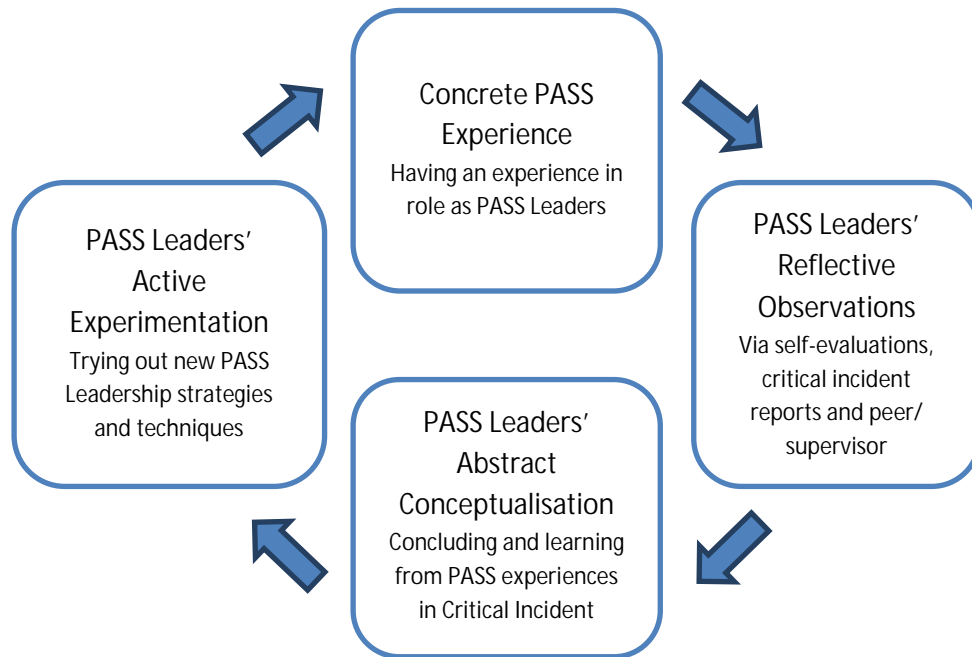 Concrete PASS
Experience
Having an experience in
role as PASS Leaders
PASS Leaders’
Reflective
Observations
Via self-evaluations,
critical incident
reports and peer/
supervisor
PASS Leaders’
Abstract
Conceptualisation
Concluding and learning
from PASS experiences
in Critical Incident
PASS Leaders’
Active
Experimentation
Trying out new PASS
Leadership strategies
and techniques